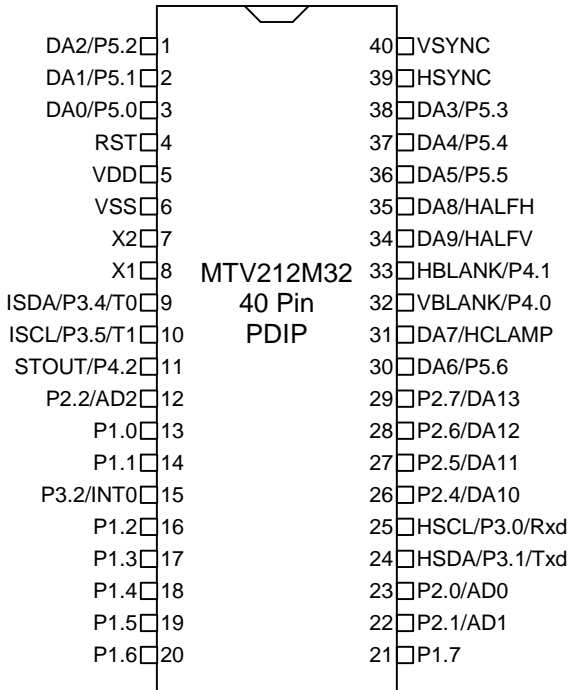 DA2/P5.2 1 40 VSYNC
DA1/P5.1 2 39 HSYNC
DA0/P5.0 3 38 DA3/P5.3
RST 4 37 DA4/P5.4
VDD 5 36 DA5/P5.5
VSS 6 35 DA8/HALFH
X2 7 34 DA9/HALFV
X1 8 MTV212M32 33 HBLANK/P4.1
ISDA/P3.4/T0 9 40 Pin 32 VBLANK/P4.0
ISCL/P3.5/T1 10 PDIP 31 DA7/HCLAMP
STOUT/P4.2 11 30 DA6/P5.6
P2.2/AD2 12 29 P2.7/DA13
P1.0 13 28 P2.6/DA12
P1.1 14 27 P2.5/DA11
P3.2/INT0 15 26 P2.4/DA10
P1.2 16 25 HSCL/P3.0/Rxd
P1.3 17 24 HSDA/P3.1/Txd
P1.4 18 23 P2.0/AD0
P1.5 19 22 P2.1/AD1
P1.6 20 21 P1.7